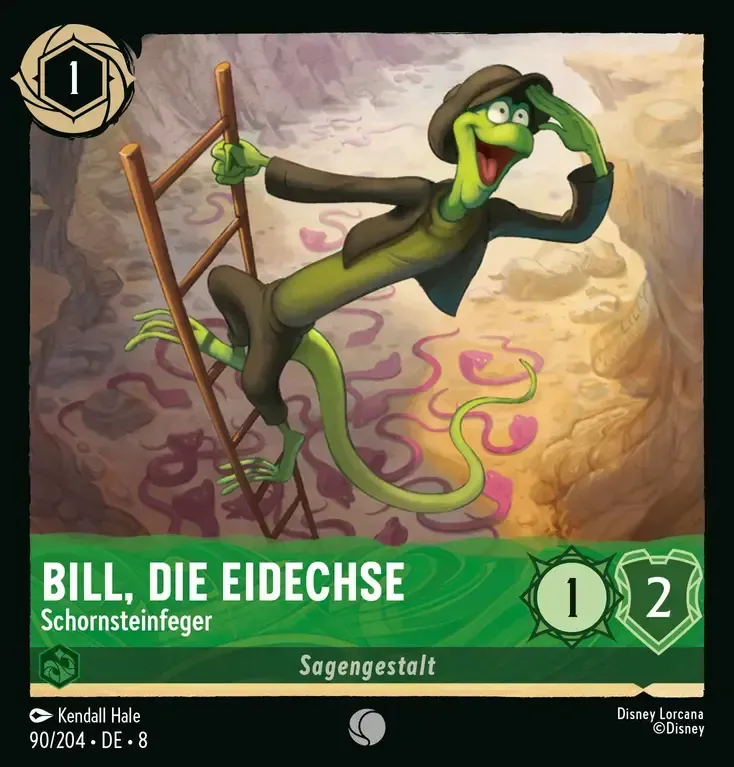 1
BILL, DIE EIDECHSE
Schornsteinfeger
1
2
Sagengestalt
Kendall Hale
90/204 • DE • 8
Disney Lorcana
©Disney